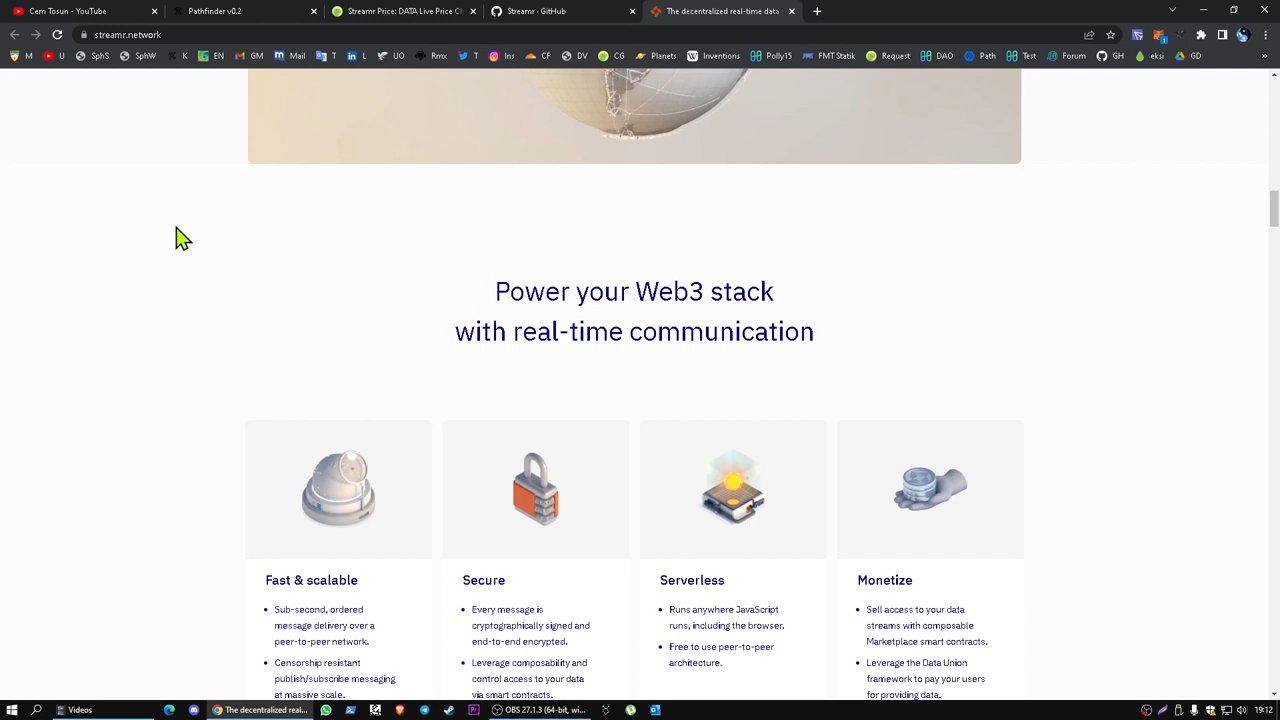 Cem Tosun - YouTube
Pathfinder v0.2
Streamr Price: DATA Live Price C
Streamr · GitHub
The decentralized real-time data
streamr.network
M
U
SphS
SphW
K
EN
GM
Mail
T
L
UO
Rmx
T
Ins
CF
DV
CG
Planets
Inventions
Polly15
FMT Statik
Request
DAO
Path
Test
Forum
GH
eksi
GD
Power your Web3 stack
with real-time communication
Fast & scalable
Sub-second, ordered
message delivery over a
peer-to-peer network.
Censorship resistant
publish/subscribe messaging
at massive scale.
Secure
Every message is
cryptographically signed and
end-to-end encrypted.
Leverage composability and
control access to your data
via smart contracts.
Serverless
Runs anywhere JavaScript
runs, including the browser.
Free to use peer-to-peer
architecture.
Monetize
Sell access to your data
streams with composable
Marketplace smart contracts.
Leverage the Data Union
framework to pay your users
for providing data.
Videos
The decentralized real...
OBS 27.1.3 (64-bit, wi...
19:12